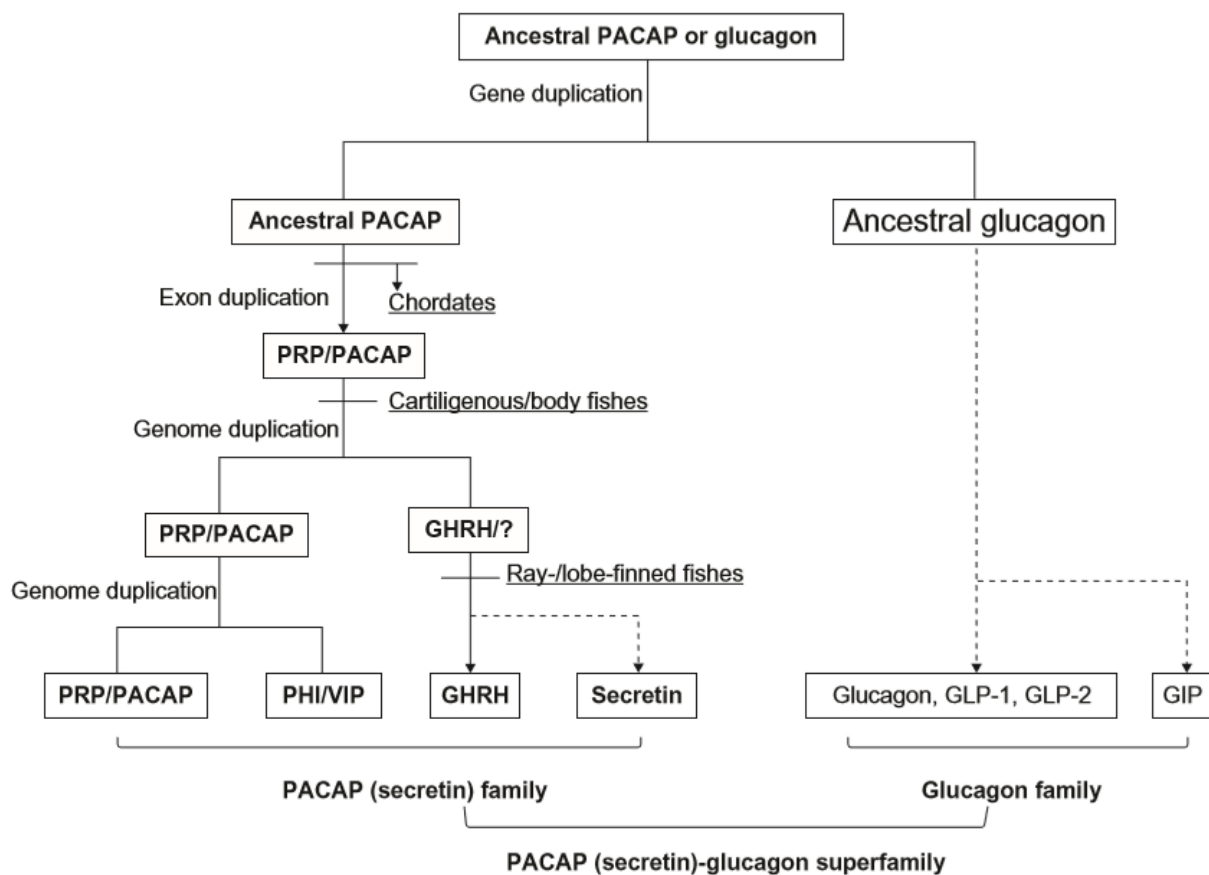 Ancestral PACAP or glucagon
Gene duplication
Ancestral PACAP
Ancestral glucagon
Exon duplication
Chordates
PRP/PACAP
Cartiligenous/body fishes
Genome duplication
PRP/PACAP
GHRH/?
Ray-/lobe-finned fishes
Genome duplication
PRP/PACAP
PHI/VIP
GHRH
Secretin
Glucagon, GLP-1, GLP-2
GIP
PACAP (secretin) family
Glucagon family
PACAP (secretin)-glucagon superfamily